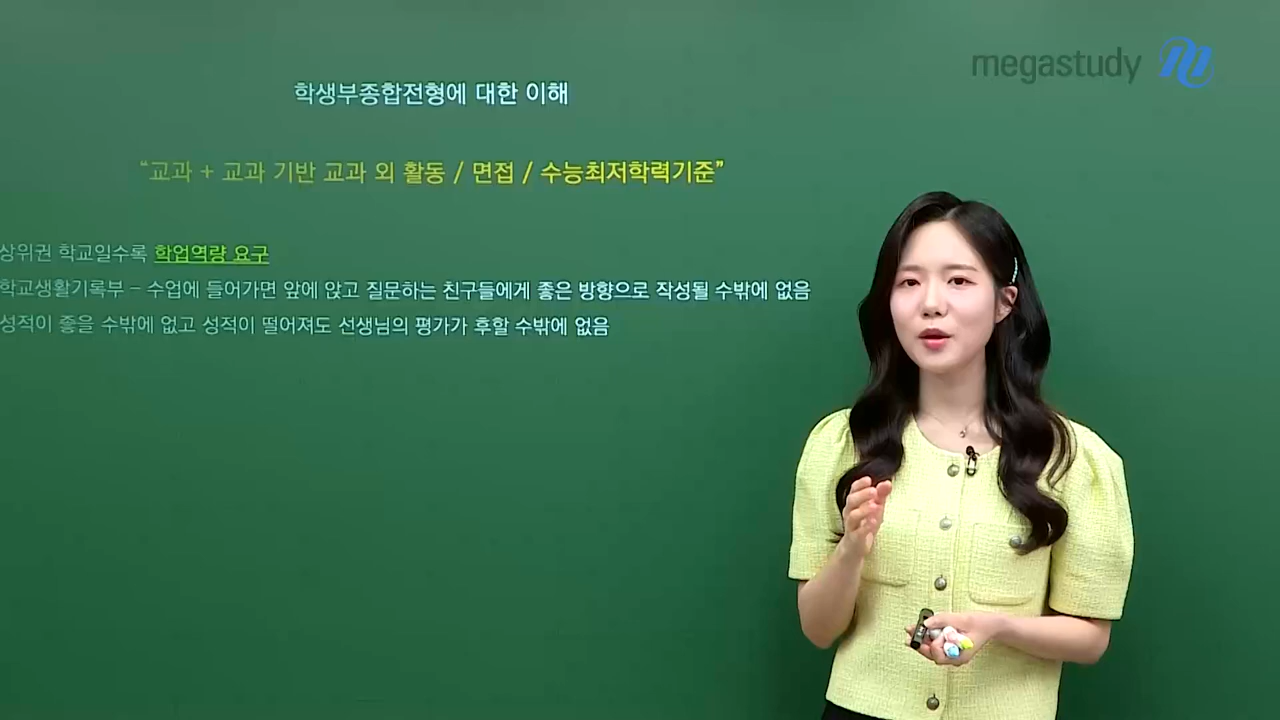 megastudy
학생부종합전형에 대한 이해
“교과 + 교과 기반 교과 외 활동 / 면접 / 수능최저학력기준”
상위권 학교일수록 학업역량 요구
학교생활기록부 – 수업에 들어가면 앞에 앉고 질문하는 친구들에게 좋은 방향으로 작성될 수밖에 없음
성적이 좋을 수밖에 없고 성적이 떨어져도 선생님의 평가가 후할 수밖에 없음